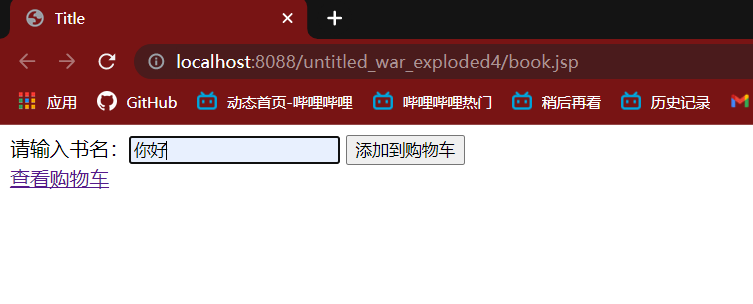 Title
localhost:8088/untitled_war_exploded4/book.jsp
应用 GitHub 动态首页-哔哩哔哩 哔哩哔哩热门 稍后再看 历史记录
请输入书名：你好 添加到购物车
查看购物车